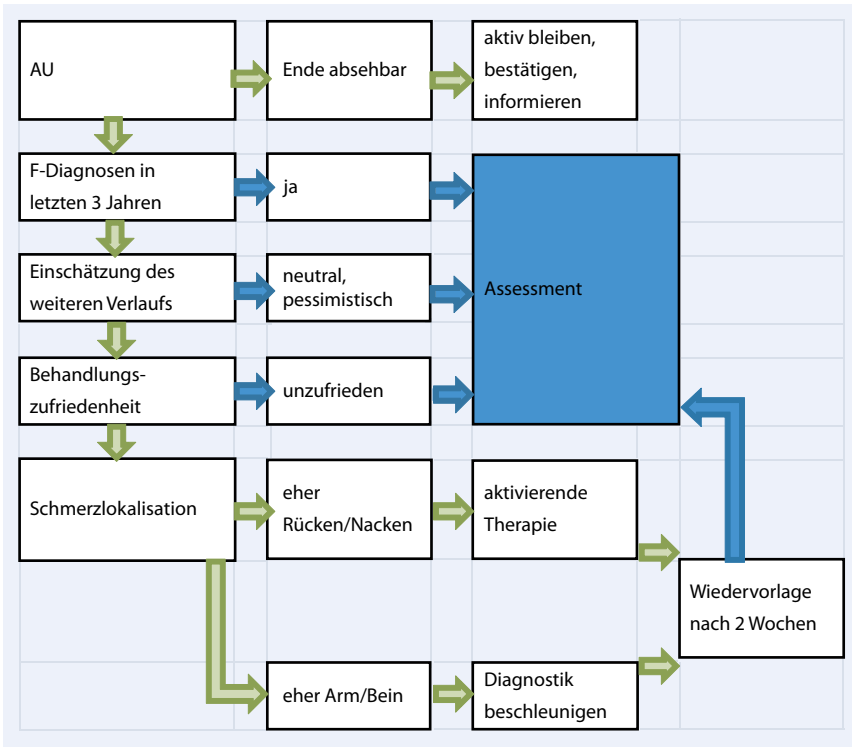 AU
Ende absehbar
aktiv bleiben,
bestätigen,
informieren
F-Diagnosen in
letzten 3 Jahren
ja
Einschätzung des
weiteren Verlaufs
neutral,
pessimistisch
Assessment
Behandlungs-
zufriedenheit
unzufrieden
Schmerzlokalisation
eher
Rücken/Nacken
aktivierende
Therapie
Wiedervorlage
nach 2 Wochen
eher Arm/Bein
Diagnostik
beschleunigen